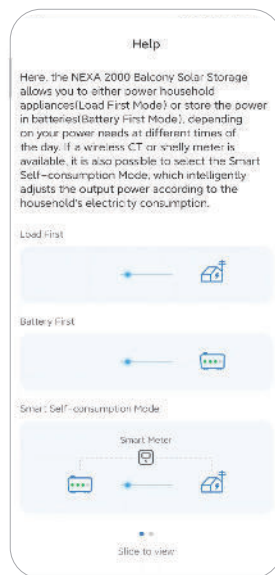 Help
Here, the NEXA 2000 Balcony Solar Storage
allows you to either power household
appliances(Load First Mode) or store the power
in batteries(Battery First Mode), depending
on your power needs at different times of
the day. If a wireless CT or shelly meter is
available, it is also possible to select the Smart
Self-consumption Mode, which intelligently
adjusts the output power according to the
household's electricity consumption.
Load First
Battery First
Smart Self-consumption Mode
Smart Meter
Slice to view